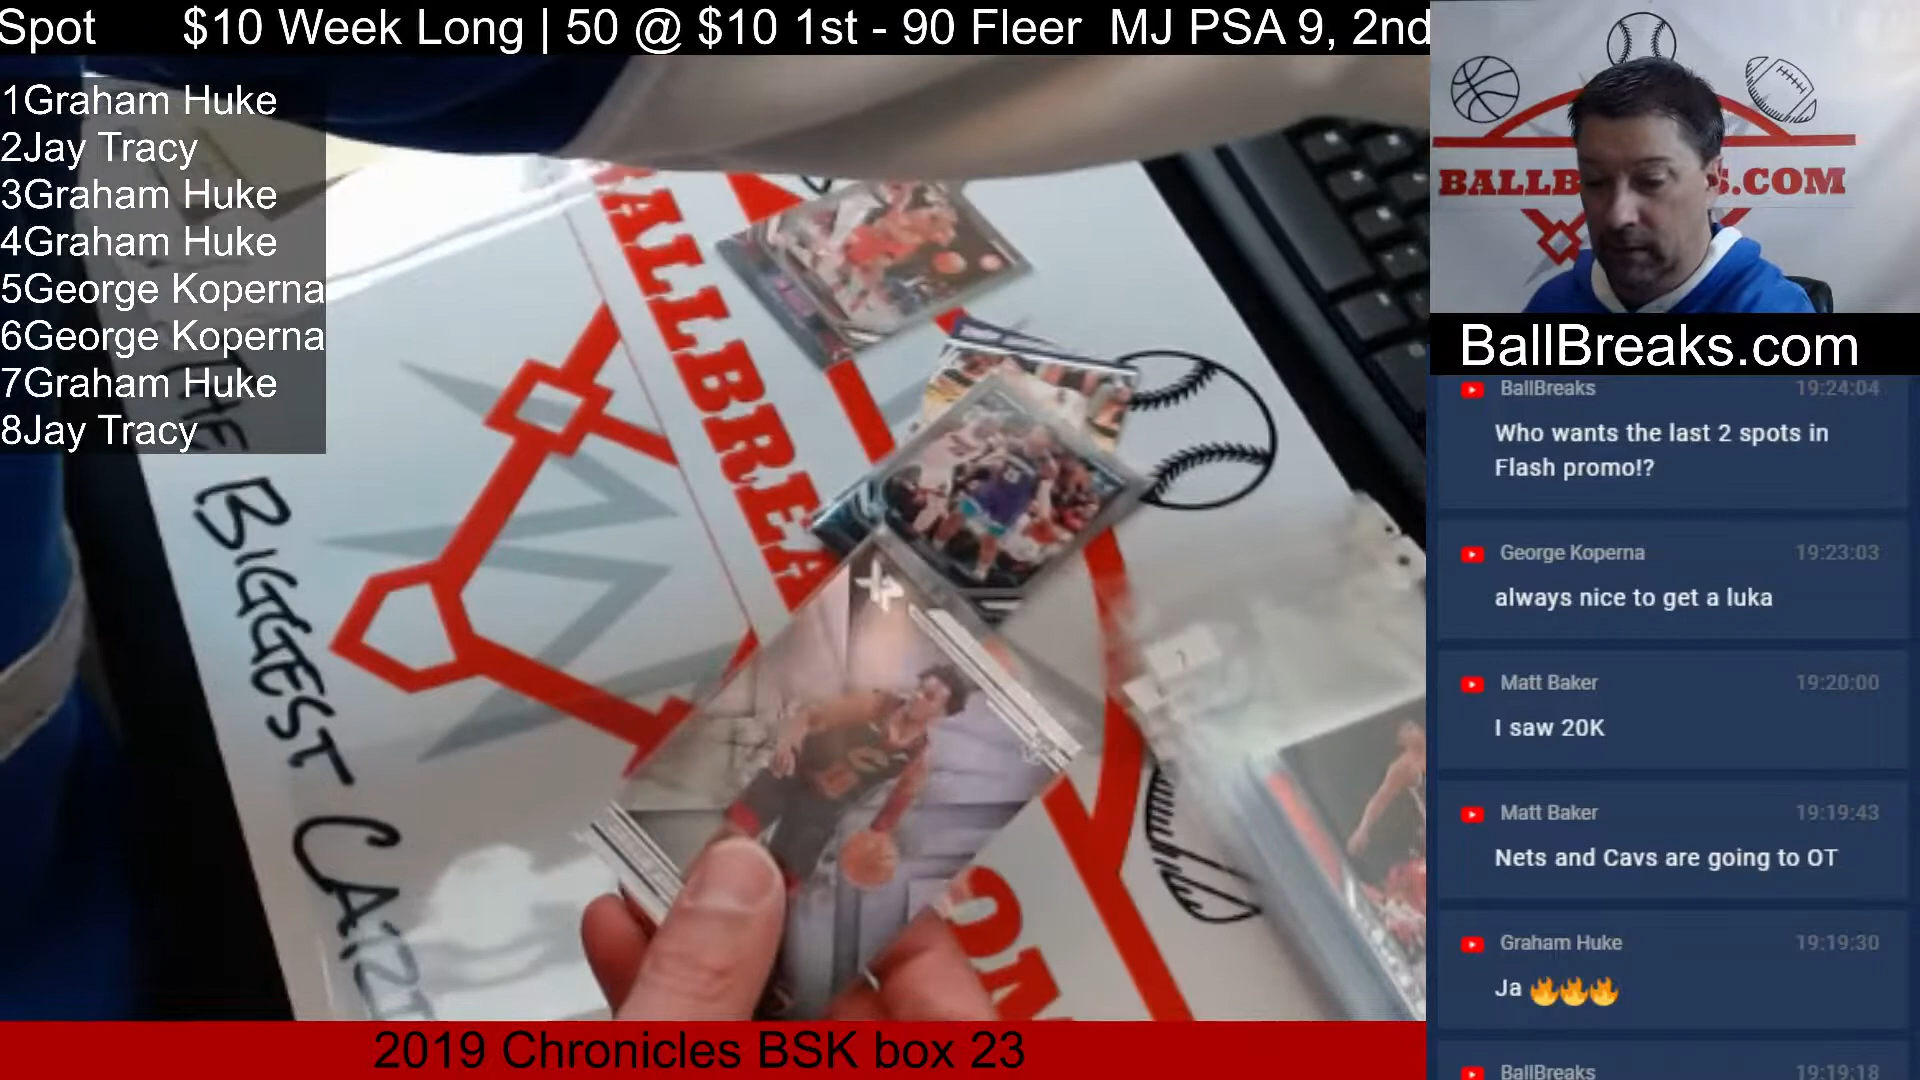 Spot $10 Week Long | 50 @ $10 1st - 90 Fleer MJ PSA 9, 2nd
1Graham Huke
2Jay Tracy
3Graham Huke
4Graham Huke
5George Koperna
6George Koperna
7Graham Huke
8Jay Tracy
BALLBREA
THE BIGGEST
BALLB S.COM
BallBreaks.com
BallBreaks 19:24:04
Who wants the last 2 spots in
Flash promo!?
George Koperna 19:23:03
always nice to get a luka
Matt Baker 19:20:00
I saw 20K
Matt Baker 19:19:43
Nets and Cavs are going to OT
Graham Huke 19:19:30
Ja 🔥🔥🔥
BallBreaks 19:19:18
2019 Chronicles BSK box 23